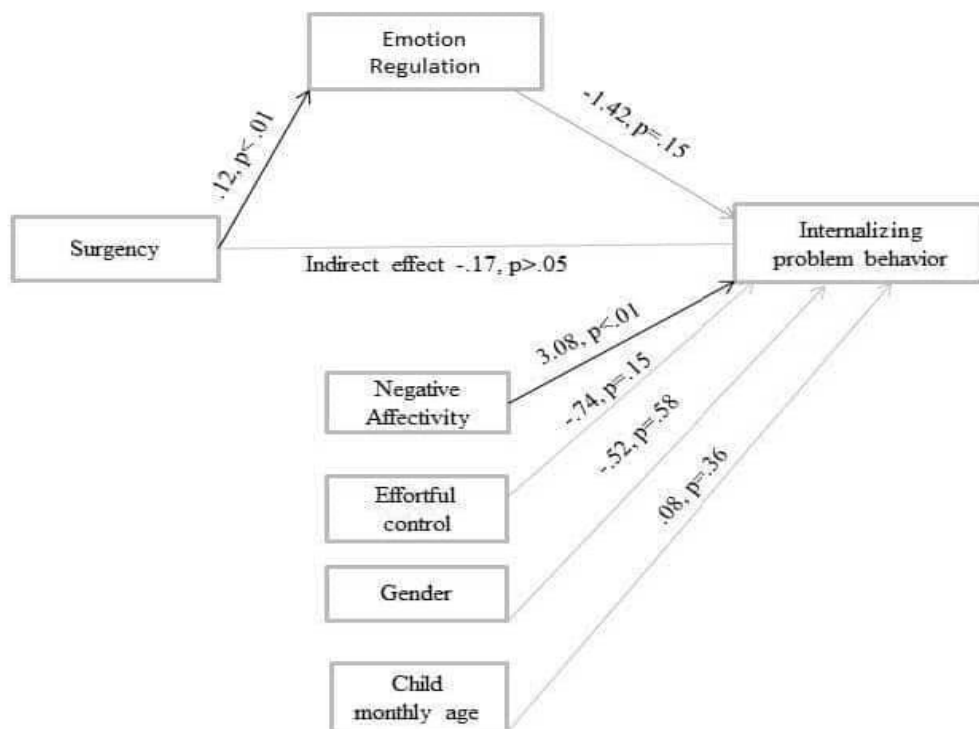 Emotion
Regulation
.12, p<.01
-1.42, p=.15
Surgency
Internalizing
problem behavior
Indirect effect -.17, p>.05
3.08, p<.01
Negative
Affectivity
-.74, p=.15
-.52, p=.58
.08, p=.36
Effortful
control
Gender
Child
monthly age